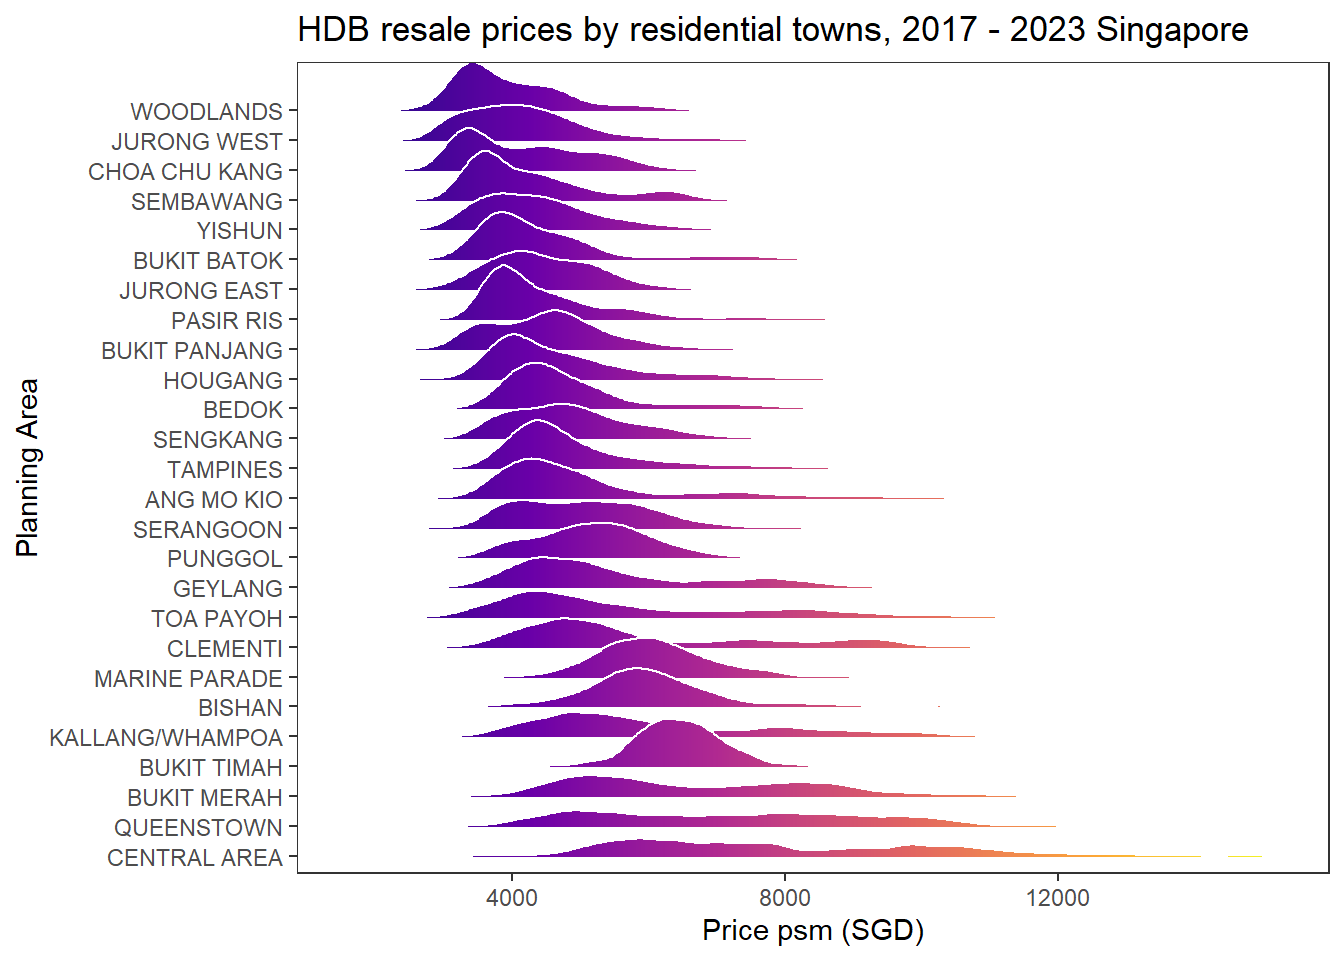 HDB resale prices by residential towns, 2017 - 2023 Singapore
Planning Area
WOODLANDS
JURONG WEST
CHOA CHU KANG
SEMBAWANG
YISHUN
BUKIT BATOK
JURONG EAST
PASIR RIS
BUKIT PANJANG
HOUGANG
BEDOK
SENGKANG
TAMPINES
ANG MO KIO
SERANGOON
PUNGGOL
GEYLANG
TOA PAYOH
CLEMENTI
MARINE PARADE
BISHAN
KALLANG/WHAMPOA
BUKIT TIMAH
BUKIT MERAH
QUEENSTOWN
CENTRAL AREA
4000 8000 12000
Price psm (SGD)